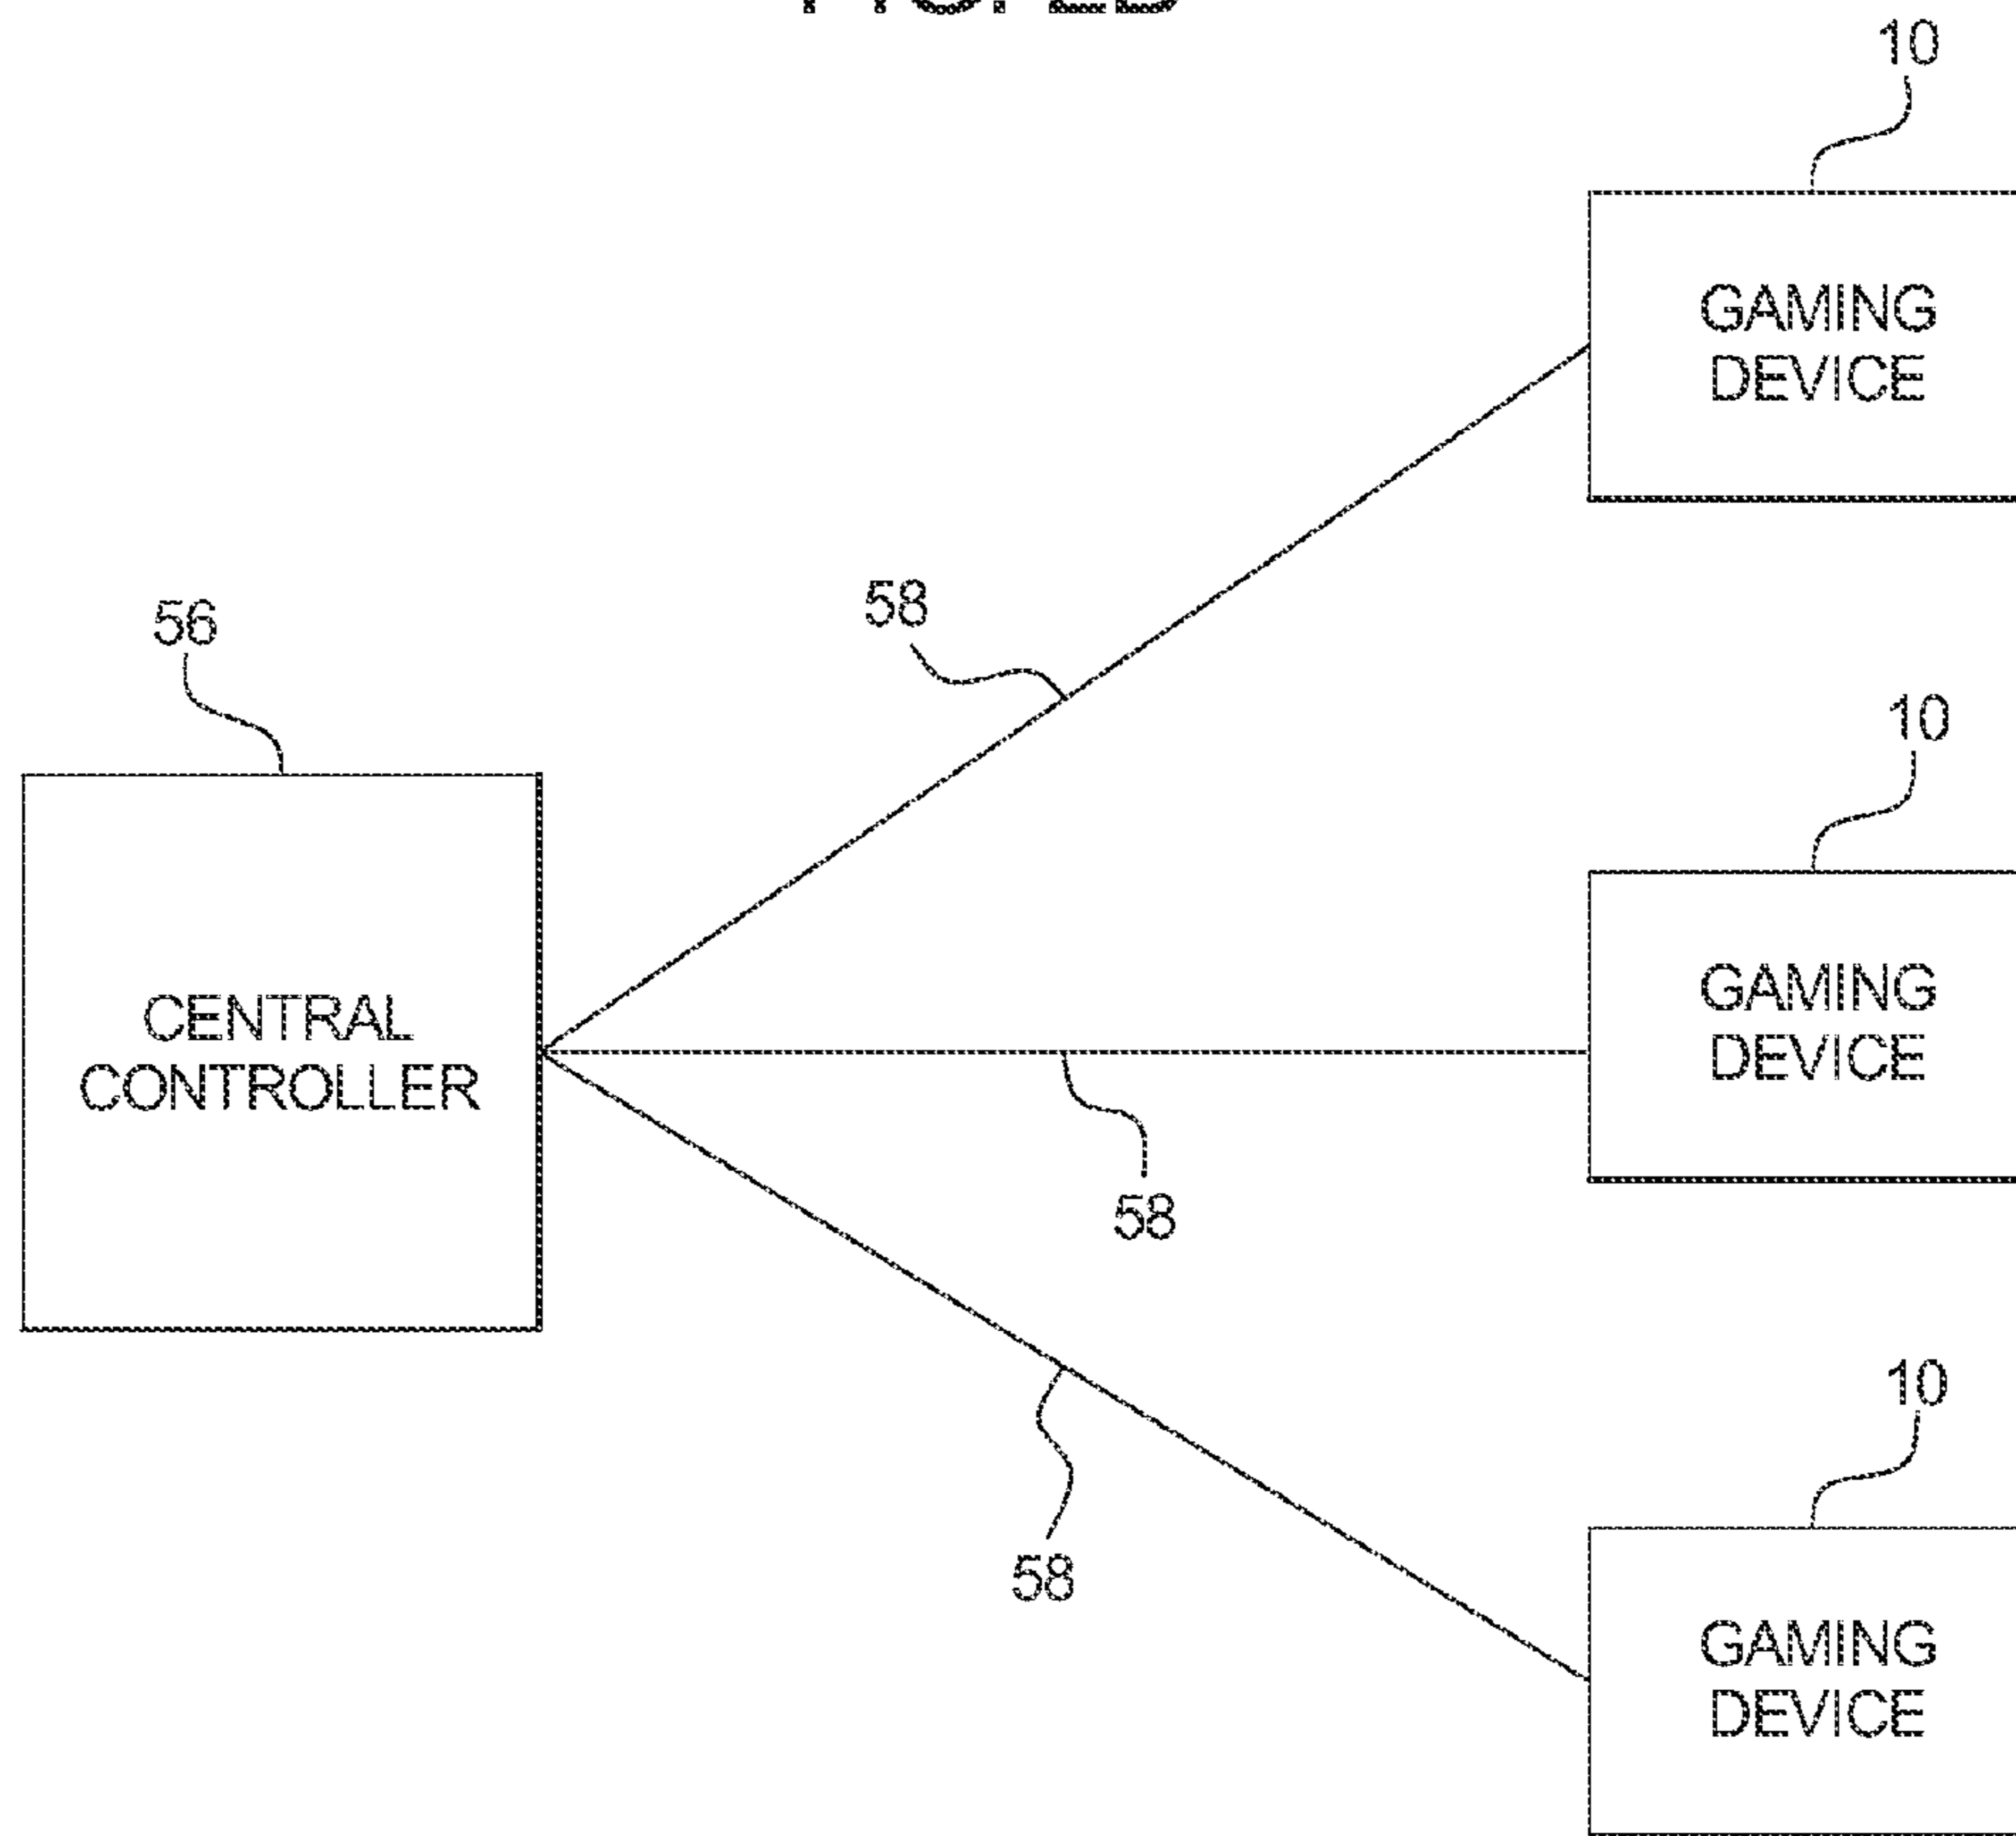 10
GAMING
DEVICE
58
56
10
CENTRAL
CONTROLLER
GAMING
DEVICE
58
10
58
GAMING
DEVICE